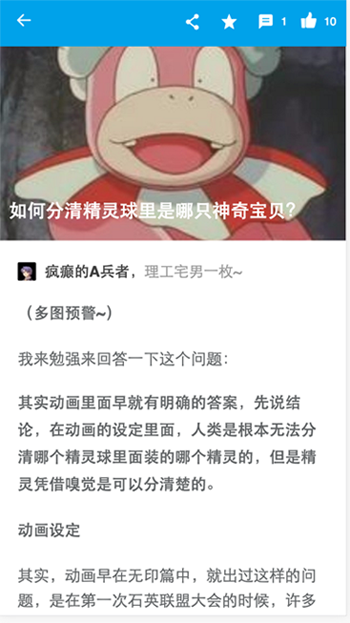 1
10
如何分清精灵球里是哪只神奇宝贝？
疯癫的A兵者，理工宅男一枚~
（多图预警~）
我来勉强来回答一下这个问题：
其实动画里面早就有明确的答案，先说结
论，在动画的设定里面，人类是根本无法分
清哪个精灵球里面装的哪个精灵的，但是精
灵凭借嗅觉是可以分清楚的。
动画设定
其实，动画早在无印篇中，就出过这样的问
题，是在第一次石英联盟大会的时候，许多